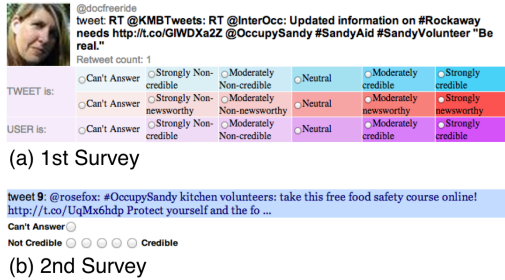 @docfreeride
tweet: RT @KMBTweets: RT @InterOcc: Updated information on #Rockaway
needs http://t.co/GIWDXa2Z @OccupySandy #SandyAid #SandyVolunteer "Be
real."
Retweet count: 1
TWEET is:
Can't Answer Strongly Non-credible Moderately Non-credible Neutral Moderately credible Strongly credible
Can't Answer Strongly Non-newsworthy Moderately Non-newsworthy Neutral Moderately newsworthy Strongly newsworthy
USER is: Can't Answer Strongly Non-credible Moderately Non-credible Neutral Moderately credible Strongly credible
(a) 1st Survey
tweet 9: @rosefox: #OccupySandy kitchen volunteers: take this free food safety course online!
http://t.co/UqMx6hdp Protect yourself and the fo ...
Can't Answer
Not Credible Credible
(b) 2nd Survey